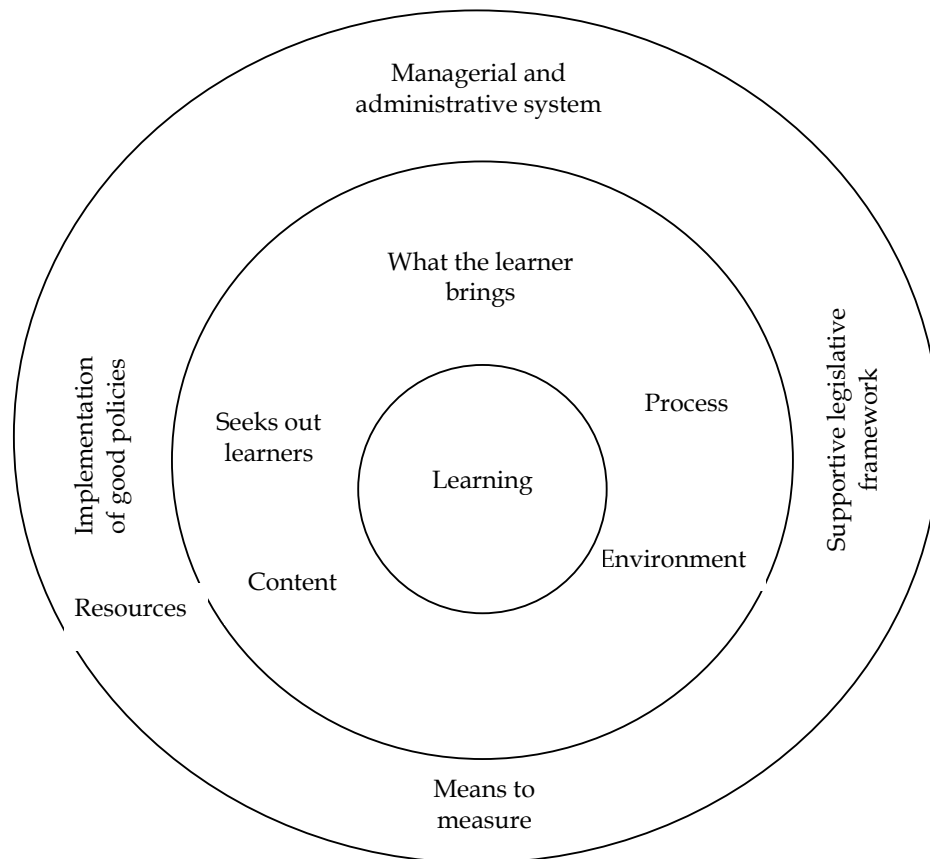 Managerial and
administrative system
What the learner
brings
Process
Seeks out
learners
Learning
Environment
Content
Implementation
of good policies
Supportive legislative
framework
Resources
Means to
measure